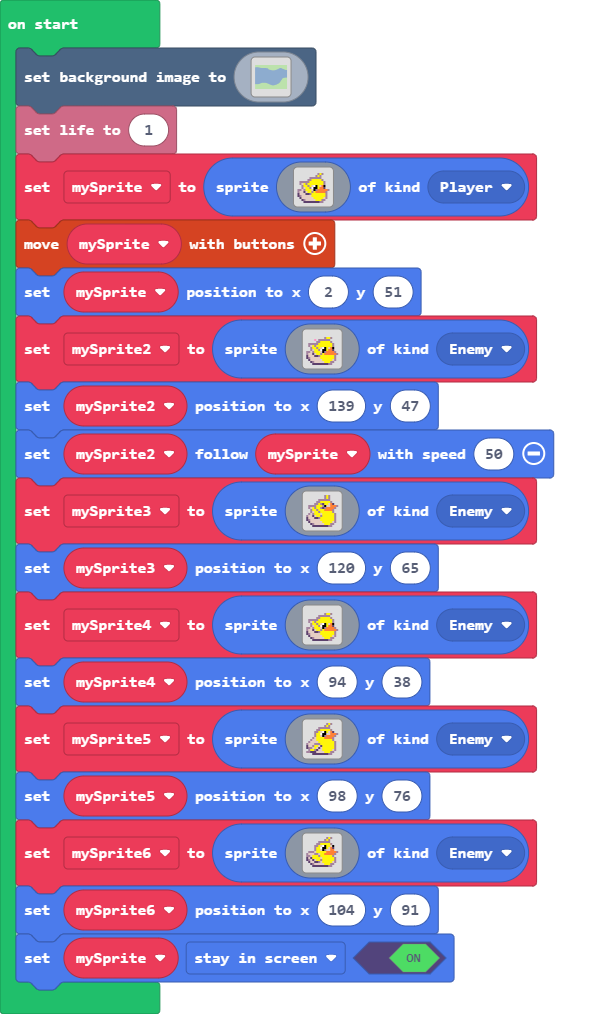 on start
set background image to
set life to 1
set mySprite to sprite of kind Player
move mySprite with buttons
set mySprite position to x 2 y 51
set mySprite2 to sprite of kind Enemy
set mySprite2 position to x 139 y 47
set mySprite2 follow mySprite with speed 50
set mySprite3 to sprite of kind Enemy
set mySprite3 position to x 120 y 65
set mySprite4 to sprite of kind Enemy
set mySprite4 position to x 94 y 38
set mySprite5 to sprite of kind Enemy
set mySprite5 position to x 98 y 76
set mySprite6 to sprite of kind Enemy
set mySprite6 position to x 104 y 91
set mySprite stay in screen ON